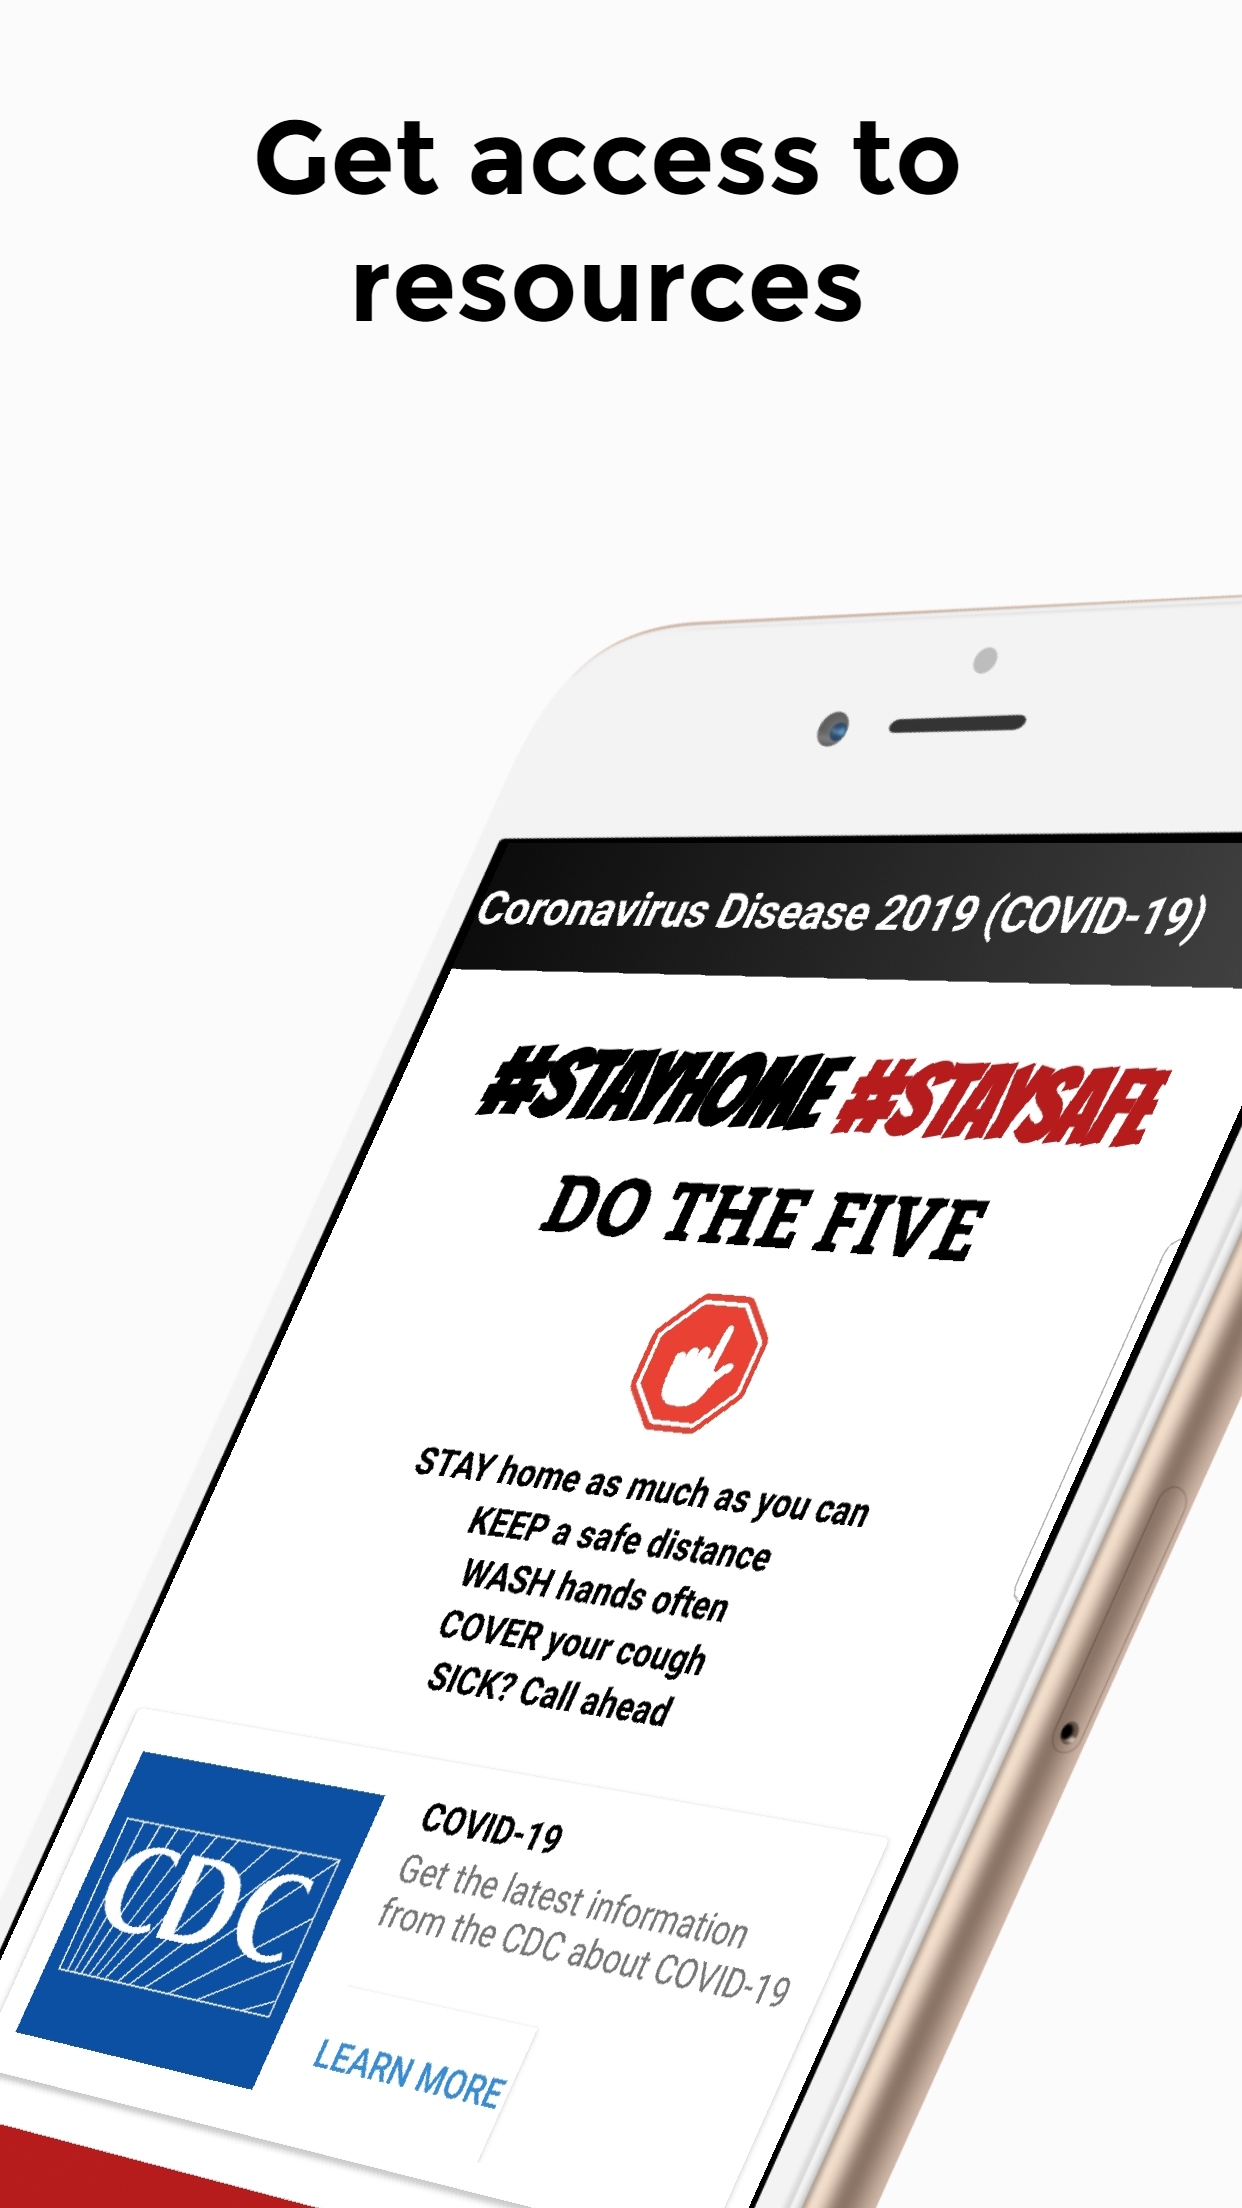 Get access to
resources
Coronavirus Disease 2019 (COVID-19)
#STAYHOME #STAYSAFE
DO THE FIVE
STAY home as much as you can
KEEP a safe distance
WASH hands often
COVER your cough
SICK? Call ahead
CDC
COVID-19
Get the latest information
from the CDC about COVID-19
LEARN MORE